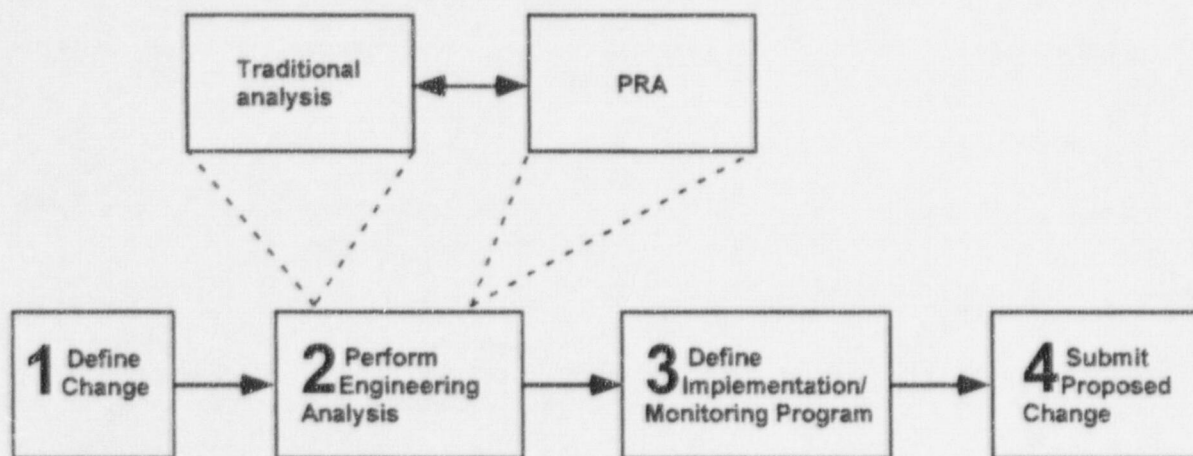 Traditional
analysis
PRA
1 Define
Change
2 Perform
Engineering
Analysis
3 Define
Implementation/
Monitoring Program
4 Submit
Proposed
Change